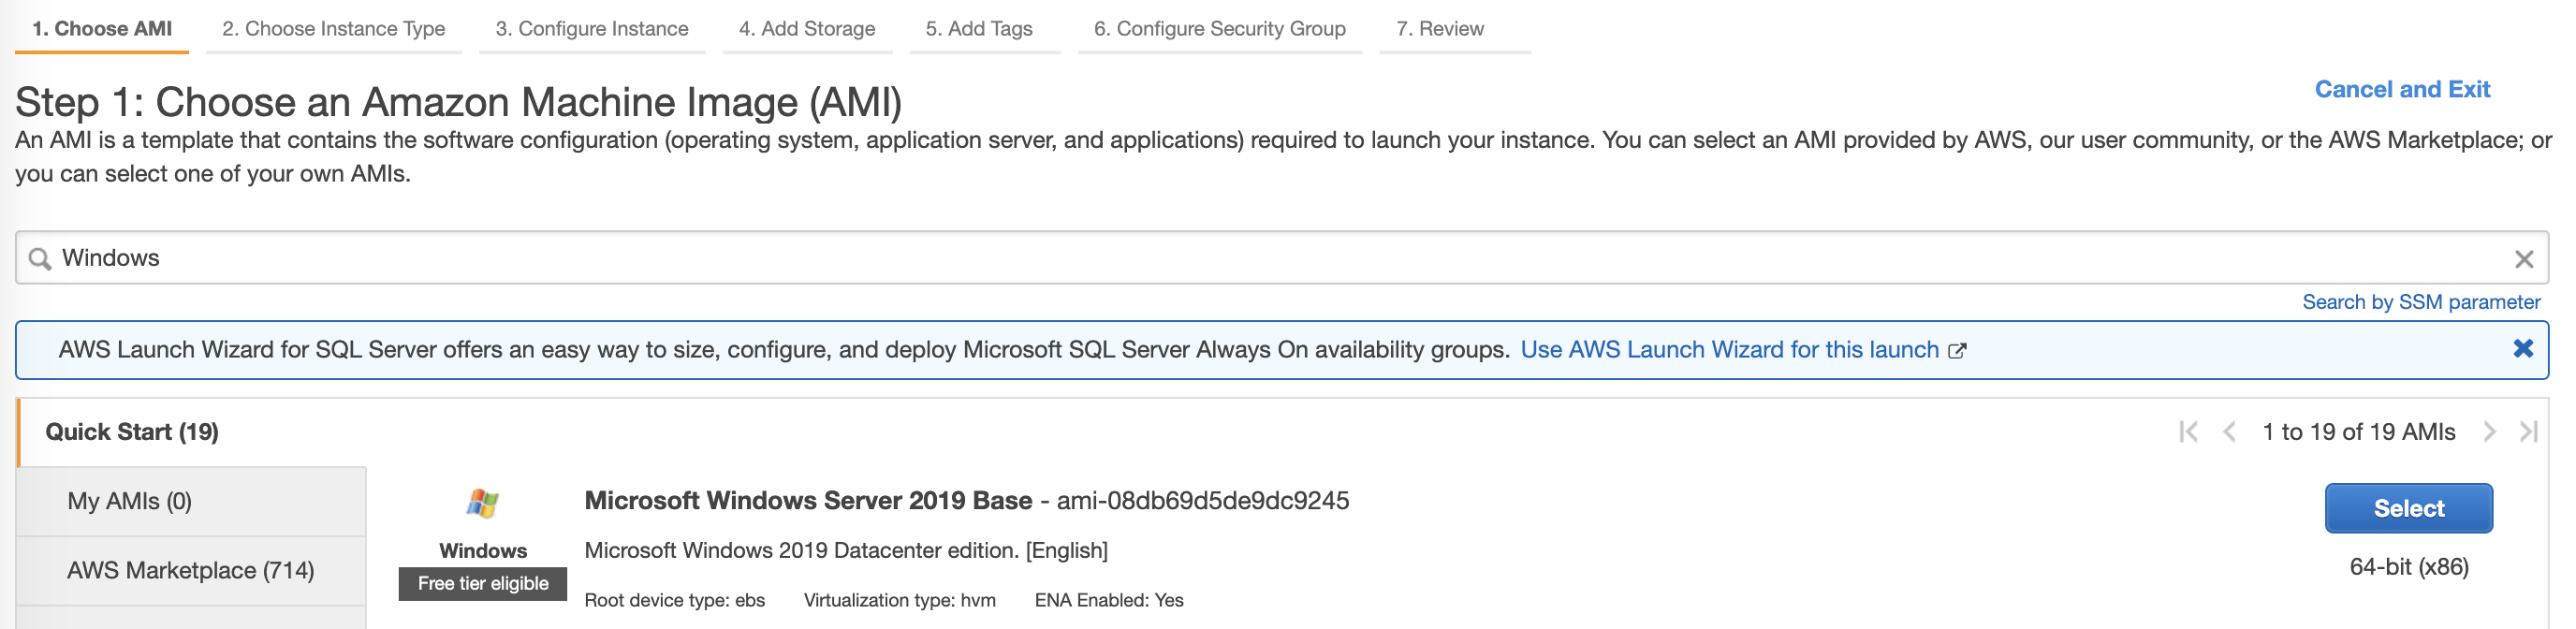 1. Choose AMI 2. Choose Instance Type 3. Configure Instance 4. Add Storage 5. Add Tags 6. Configure Security Group 7. Review
Step 1: Choose an Amazon Machine Image (AMI)
Cancel and Exit
An AMI is a template that contains the software configuration (operating system, application server, and applications) required to launch your instance. You can select an AMI provided by AWS, our user community, or the AWS Marketplace; or
you can select one of your own AMIs.
Windows
Search by SSM parameter
AWS Launch Wizard for SQL Server offers an easy way to size, configure, and deploy Microsoft SQL Server Always On availability groups. Use AWS Launch Wizard for this launch
Quick Start (19)
1 to 19 of 19 AMIs
My AMIs (0)
AWS Marketplace (714)
Windows
Free tier eligible
Microsoft Windows Server 2019 Base - ami-08db69d5de9dc9245
Microsoft Windows 2019 Datacenter edition. [English]
Root device type: ebs Virtualization type: hvm ENA Enabled: Yes
Select
64-bit (x86)